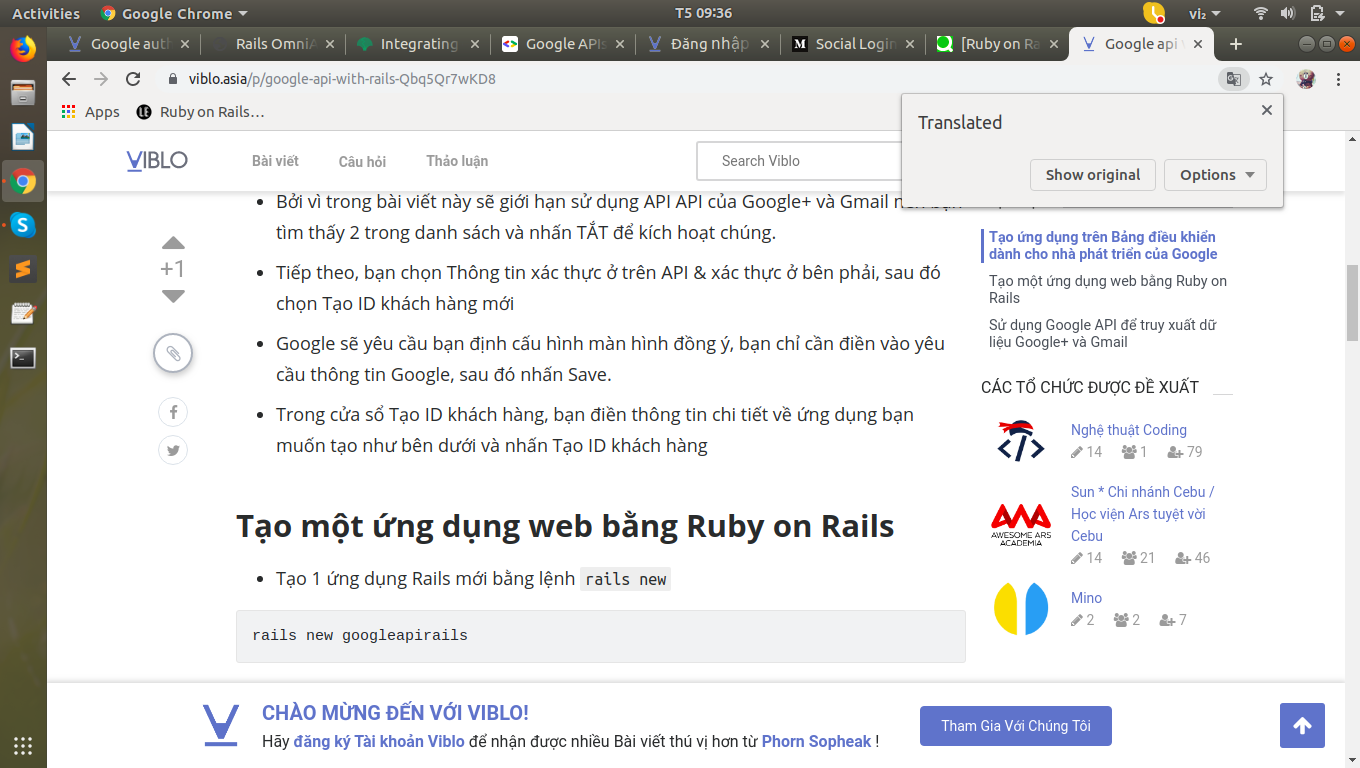 Activities
Google Chrome
T5 09:36
vi₂
Google auth
Rails OmniA
Integrating
Google APIs
Đăng nhập
Social Login
[Ruby on Ra
Google api v
viblo.asia/p/google-api-with-rails-Qbq5Qr7wKD8
Apps
Ruby on Rails…
Translated
Show original
Options
VIBLO
Bài viết
Câu hỏi
Thảo luận
Search Viblo
Bởi vì trong bài viết này sẽ giới hạn sử dụng API API của Google+ và Gmail nên bạn
tìm thấy 2 trong danh sách và nhấn TẮT để kích hoạt chúng.
Tiếp theo, bạn chọn Thông tin xác thực ở trên API & xác thực ở bên phải, sau đó
chọn Tạo ID khách hàng mới
Google sẽ yêu cầu bạn định cấu hình màn hình đồng ý, bạn chỉ cần điền vào yêu
cầu thông tin Google, sau đó nhấn Save.
Trong cửa sổ Tạo ID khách hàng, bạn điền thông tin chi tiết về ứng dụng bạn
muốn tạo như bên dưới và nhấn Tạo ID khách hàng
+1
Tạo một ứng dụng web bằng Ruby on Rails
Tạo 1 ứng dụng Rails mới bằng lệnh rails new
rails new googleapirails
Tạo ứng dụng trên Bảng điều khiển
dành cho nhà phát triển của Google
Tạo một ứng dụng web bằng Ruby on
Rails
Sử dụng Google API để truy xuất dữ
liệu Google+ và Gmail
CÁC TỔ CHỨC ĐƯỢC ĐỀ XUẤT
Nghệ thuật Coding
14 1 79
Sun * Chi nhánh Cebu /
Học viện Ars tuyệt vời
Cebu
AWESOME ARS
ACADEMIA
14 21 46
Mino
2 2 7
CHÀO MỪNG ĐẾN VỚI VIBLO!
Hãy đăng ký Tài khoản Viblo để nhận được nhiều Bài viết thú vị hơn từ Phorn Sopheak !
Tham Gia Với Chúng Tôi